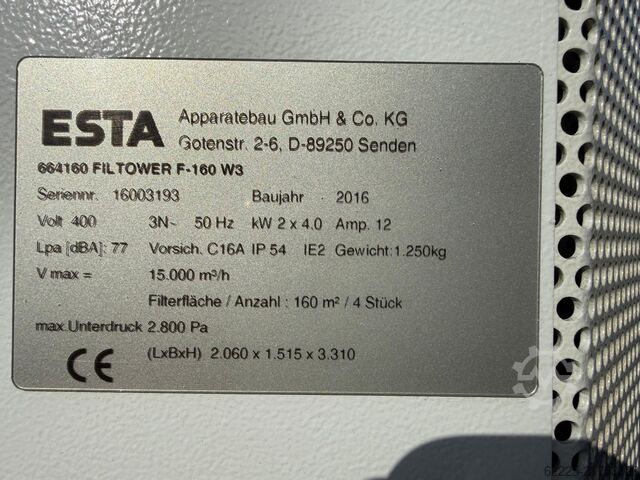 ESTA
Apparatebau GmbH & Co. KG
Gotenstr. 2-6, D-89250 Senden
664160 FILTOWER F-160 W3
Seriennr. 16003193 Baujahr 2016
Volt 400 3N~ 50 Hz kW 2 x 4.0 Amp. 12
Lpa [dBA]: 77 Vorsich. C16A IP 54 IE2 Gewicht:1.250kg
V max = 15.000 m³/h
Filterfläche / Anzahl : 160 m² / 4 Stück
max.Unterdruck 2.800 Pa
CE (LxBxH) 2.060 x 1.515 x 3.310